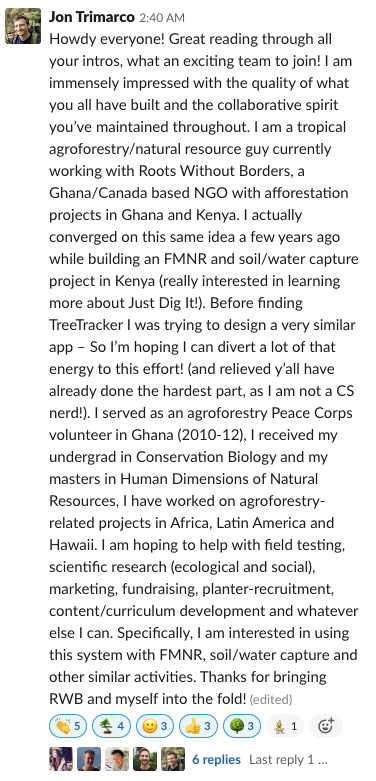 Jon Trimarco 2:40 AM
Howdy everyone! Great reading through all
your intros, what an exciting team to join! I am
immensely impressed with the quality of what
you all have built and the collaborative spirit
you've maintained throughout. I am a tropical
agroforestry/natural resource guy currently
working with Roots Without Borders, a
Ghana/Canada based NGO with afforestation
projects in Ghana and Kenya. I actually
converged on this same idea a few years ago
while building an FMNR and soil/water capture
project in Kenya (really interested in learning
more about Just Dig It!). Before finding
TreeTracker I was trying to design a very similar
app – So I'm hoping I can divert a lot of that
energy to this effort! (and relieved y'all have
already done the hardest part, as I am not a CS
nerd!). I served as an agroforestry Peace Corps
volunteer in Ghana (2010-12), I received my
undergrad in Conservation Biology and my
masters in Human Dimensions of Natural
Resources, I have worked on agroforestry-
related projects in Africa, Latin America and
Hawaii. I am hoping to help with field testing,
scientific research (ecological and social),
marketing, fundraising, planter-recruitment,
content/curriculum development and whatever
else I can. Specifically, I am interested in using
this system with FMNR, soil/water capture and
other similar activities. Thanks for bringing
RWB and myself into the fold! (edited)
5 4 3 3 3 1
6 replies Last reply 1 ...